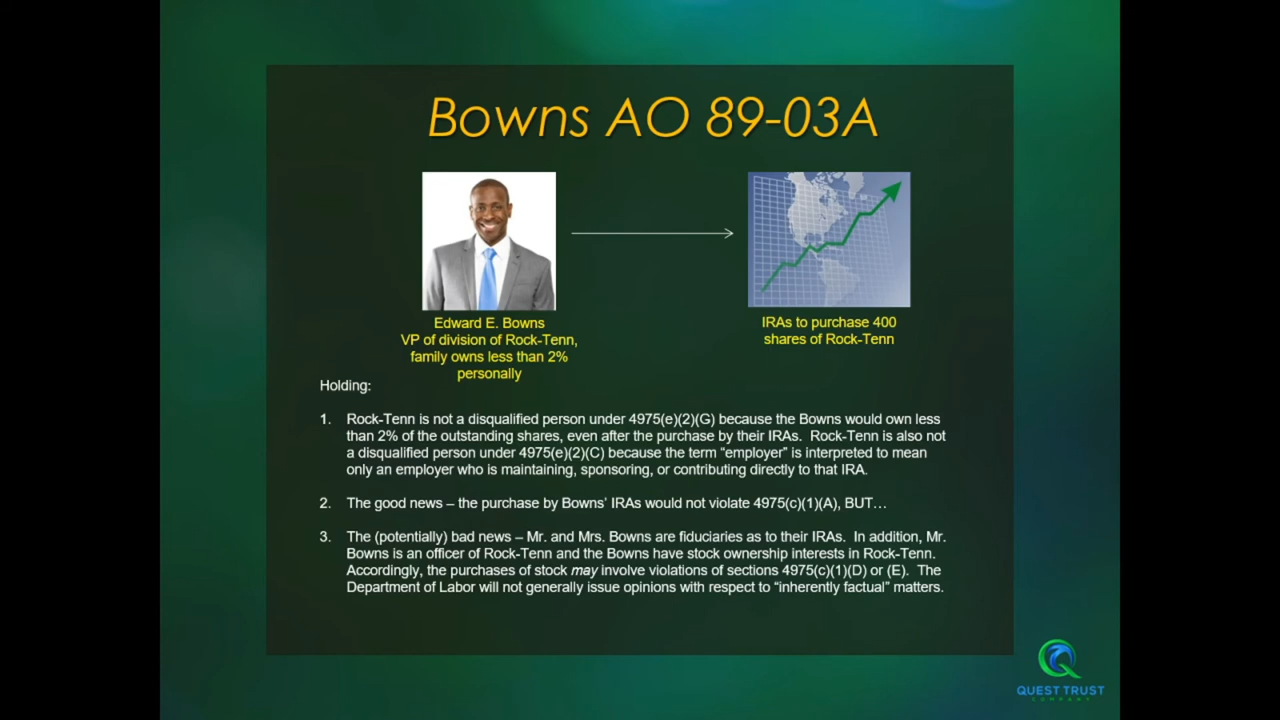 Bowns AO 89-03A
Edward E. Bowns
VP of division of Rock-Tenn,
family owns less than 2%
personally
IRAs to purchase 400
shares of Rock-Tenn
Holding:
1. Rock-Tenn is not a disqualified person under 4975(e)(2)(G) because the Bowns would own less
than 2% of the outstanding shares, even after the purchase by their IRAs. Rock-Tenn is also not
a disqualified person under 4975(e)(2)(C) because the term “employer” is interpreted to mean
only an employer who is maintaining, sponsoring, or contributing directly to that IRA.
2. The good news – the purchase by Bowns’ IRAs would not violate 4975(c)(1)(A), BUT…
3. The (potentially) bad news – Mr. and Mrs. Bowns are fiduciaries as to their IRAs. In addition, Mr.
Bowns is an officer of Rock-Tenn and the Bowns have stock ownership interests in Rock-Tenn.
Accordingly, the purchases of stock may involve violations of sections 4975(c)(1)(D) or (E). The
Department of Labor will not generally issue opinions with respect to “inherently factual” matters.
QUEST TRUST
COMPANY